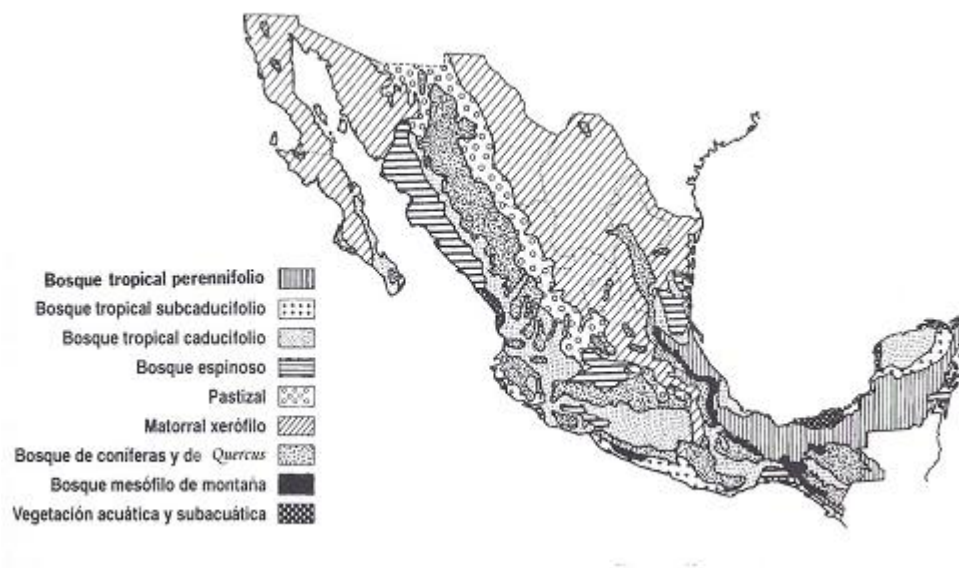 Bosque tropical perennifolio
Bosque tropical subcaducifolio
Bosque tropical caducifolio
Bosque espinoso
Pastizal
Matorral xerófilo
Bosque de coníferas y de Quercus
Bosque mesófilo de montaña
Vegetación acuática y subacuática